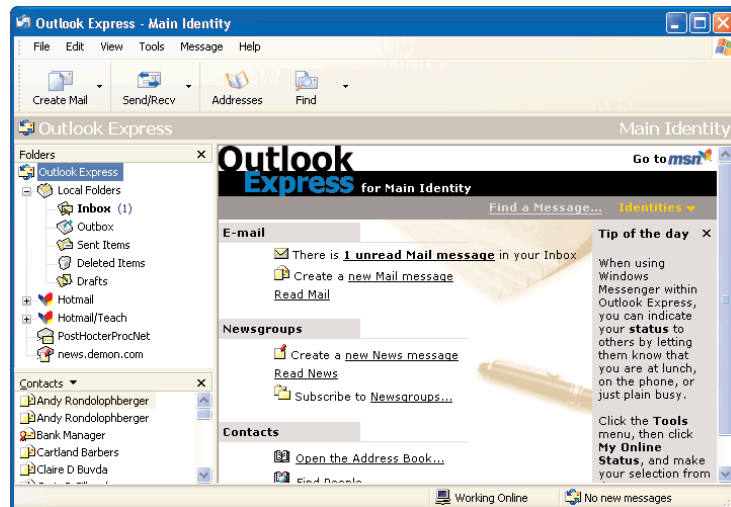 Outlook Express - Main Identity
File Edit View Tools Message Help
Create Mail Send/Recv Addresses Find
Outlook Express Main Identity
Folders
Outlook Express
Local Folders
Inbox (1)
Outbox
Sent Items
Deleted Items
Drafts
Hotmail
Hotmail/Teach
PostHocterProcNet
news.demon.com
Contacts
Andy Rondolophberger
Andy Rondolophberger
Bank Manager
Cartland Barbers
Claire D Buvda
Outlook
Express for Main Identity
Go to msn
Find a Message... Identities
E-mail
There is 1 unread Mail message in your Inbox
Create a new Mail message
Read Mail
Newsgroups
Create a new News message
Read News
Subscribe to Newsgroups...
Contacts
Open the Address Book...
Find People
Tip of the day
When using
Windows
Messenger within
Outlook Express,
you can indicate
your status to
others by letting
them know that
you are at lunch,
on the phone, or
just plain busy.
Click the Tools
menu, then click
My Online
Status, and make
your selection from
Working Online No new messages